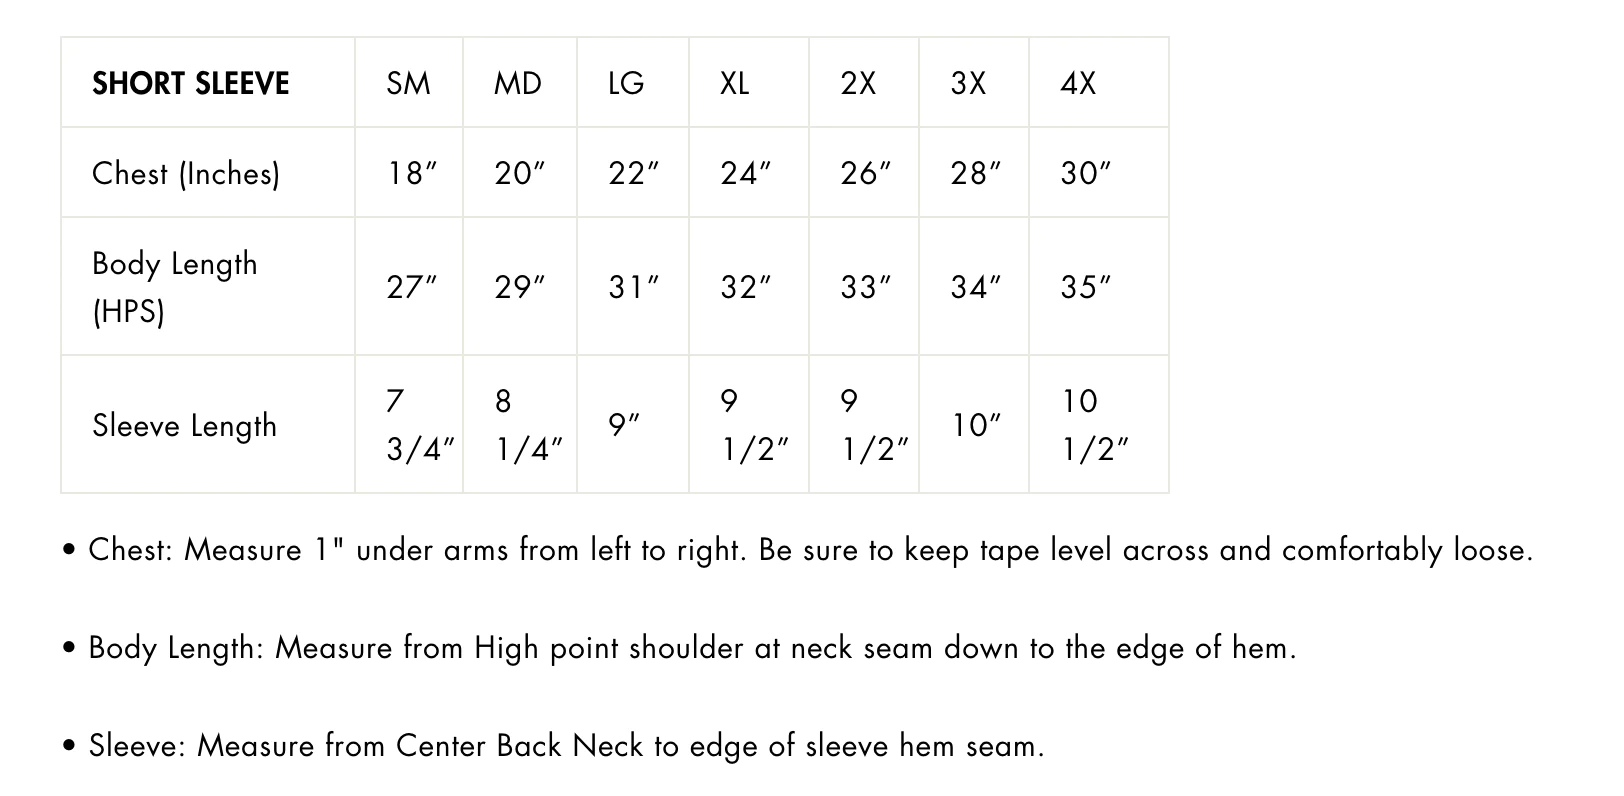 SHORT SLEEVE SM MD LG XL 2X 3X 4X
Chest (Inches) 18” 20” 22” 24” 26” 28” 30”
Body Length
(HPS) 27” 29” 31” 32” 33” 34” 35”
Sleeve Length 7 3/4” 8 1/4” 9” 9 1/2” 9 1/2” 10” 10 1/2”
• Chest: Measure 1" under arms from left to right. Be sure to keep tape level across and comfortably loose.
• Body Length: Measure from High point shoulder at neck seam down to the edge of hem.
• Sleeve: Measure from Center Back Neck to edge of sleeve hem seam.